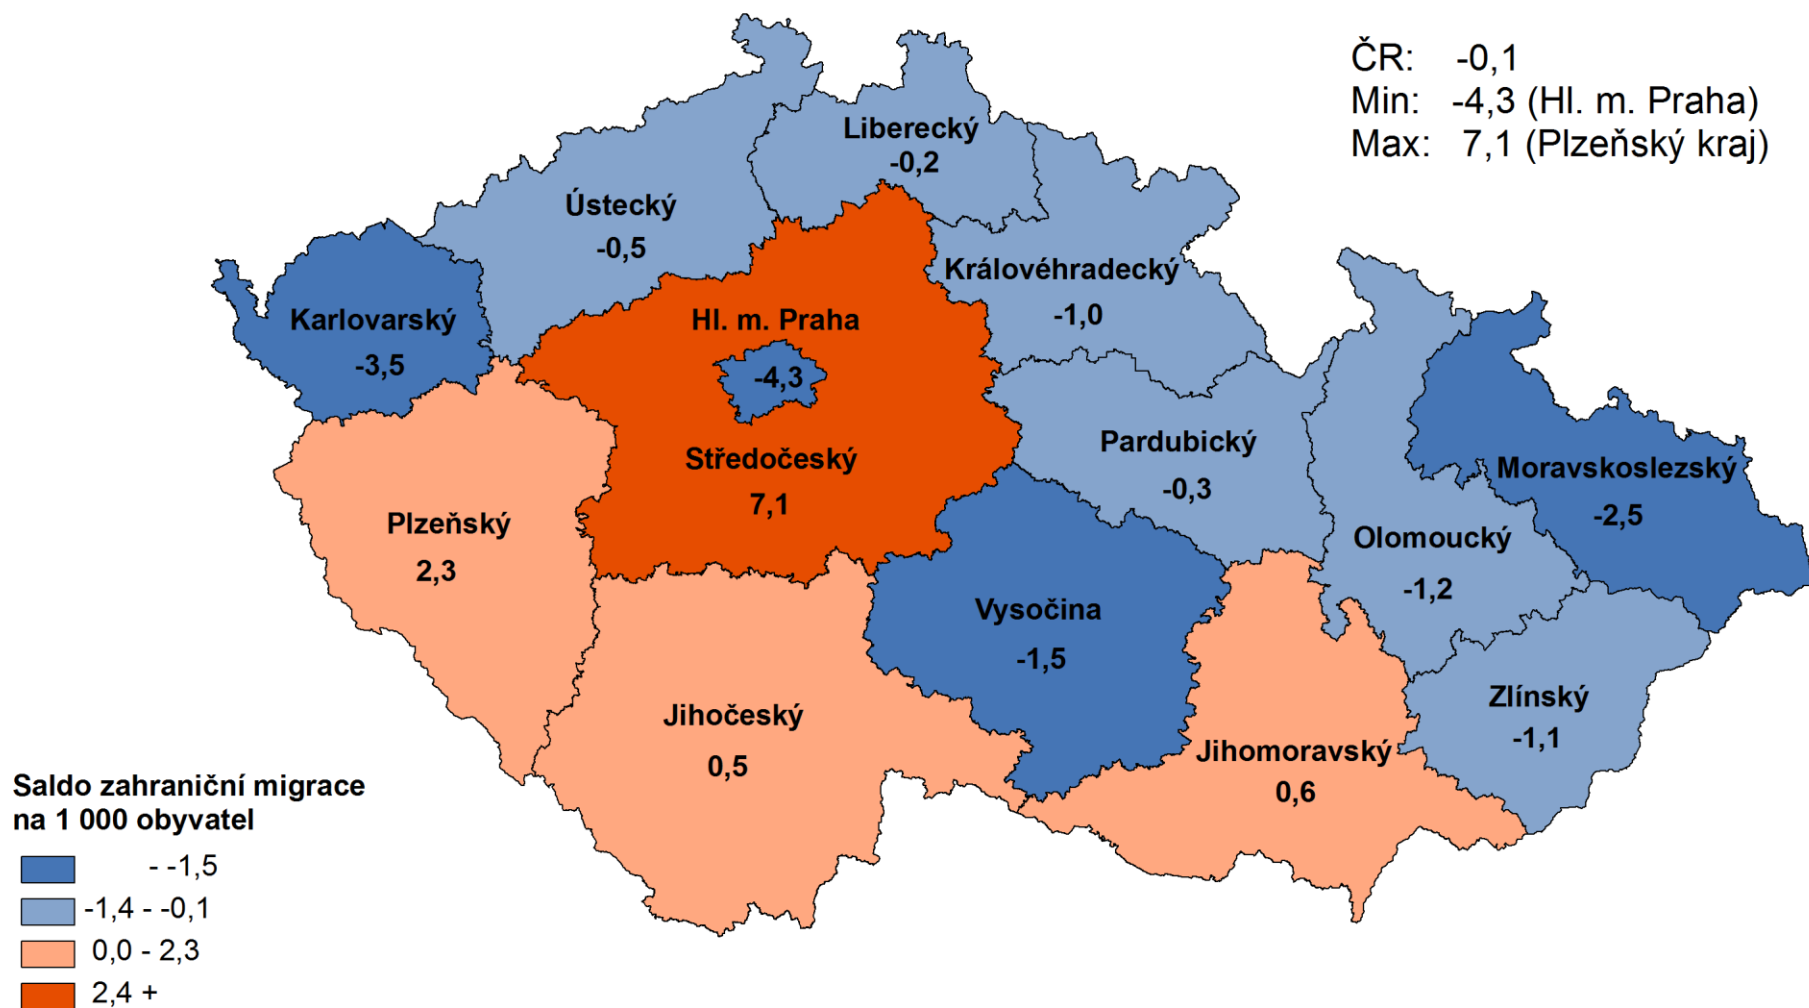 ČR: -0,1
Min: -4,3 (Hl. m. Praha)
Max: 7,1 (Plzeňský kraj)
Liberecký
-0,2
Ústecký
-0,5
Královéhradecký
-1,0
Karlovarský
-3,5
Hl. m. Praha
-4,3
Středočeský
7,1
Pardubický
-0,3
Moravskoslezský
-2,5
Plzeňský
2,3
Olomoucký
-1,2
Vysočina
-1,5
Jihočeský
0,5
Jihomoravský
0,6
Zlínský
-1,1
Saldo zahraniční migrace
na 1 000 obyvatel
- -1,5
-1,4 - -0,1
0,0 - 2,3
2,4 +